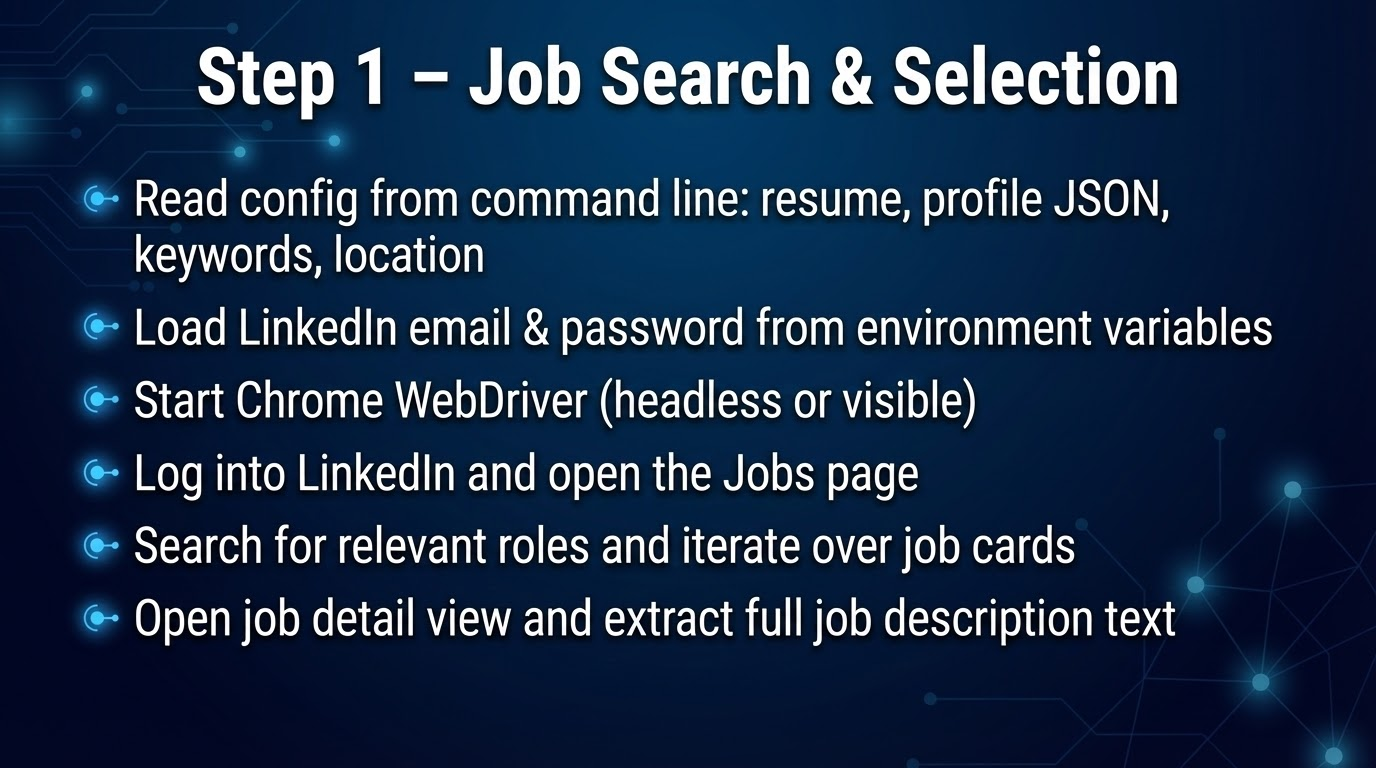 Step 1 – Job Search & Selection
Read config from command line: resume, profile JSON,
keywords, location
Load LinkedIn email & password from environment variables
Start Chrome WebDriver (headless or visible)
Log into LinkedIn and open the Jobs page
Search for relevant roles and iterate over job cards
Open job detail view and extract full job description text